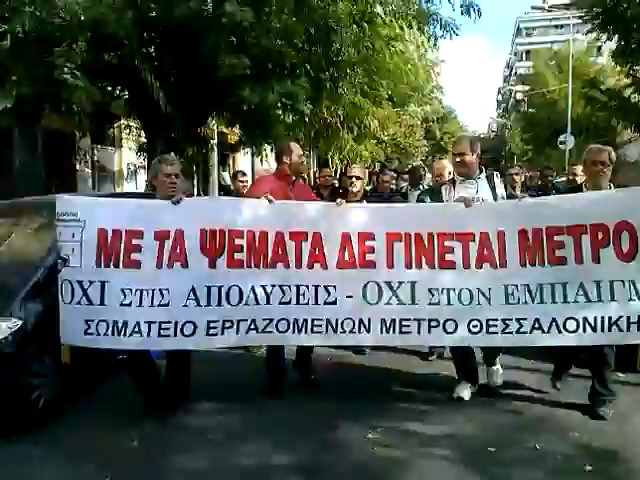 ΜΕ ΤΑ ΨΕΜΑΤΑ ΔΕ ΓΙΝΕΤΑΙ ΜΕΤΡΟ
ΟΧΙ ΣΤΙΣ ΑΠΟΛΥΣΕΙΣ - ΟΧΙ ΣΤΟΝ ΕΜΠΑΙΓΜ
ΣΩΜΑΤΕΙΟ ΕΡΓΑΖΟΜΕΝΩΝ ΜΕΤΡΟ ΘΕΣΣΑΛΟΝΙΚΗ